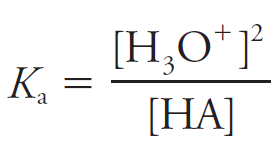 Kₐ = [H₃O⁺]² / [HA]